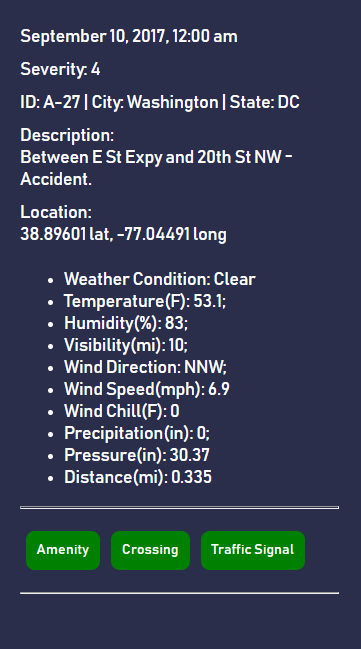 September 10, 2017, 12:00 am
Severity: 4
ID: A-27 | City: Washington | State: DC
Description:
Between E St Expy and 20th St NW -
Accident.
Location:
38.89601 lat, -77.04491 long
• Weather Condition: Clear
• Temperature(F): 53.1;
• Humidity(%): 83;
• Visibility(mi): 10;
• Wind Direction: NNW;
• Wind Speed(mph): 6.9
• Wind Chill(F): 0
• Precipitation(in): 0;
• Pressure(in): 30.37
• Distance(mi): 0.335
Amenity Crossing Traffic Signal